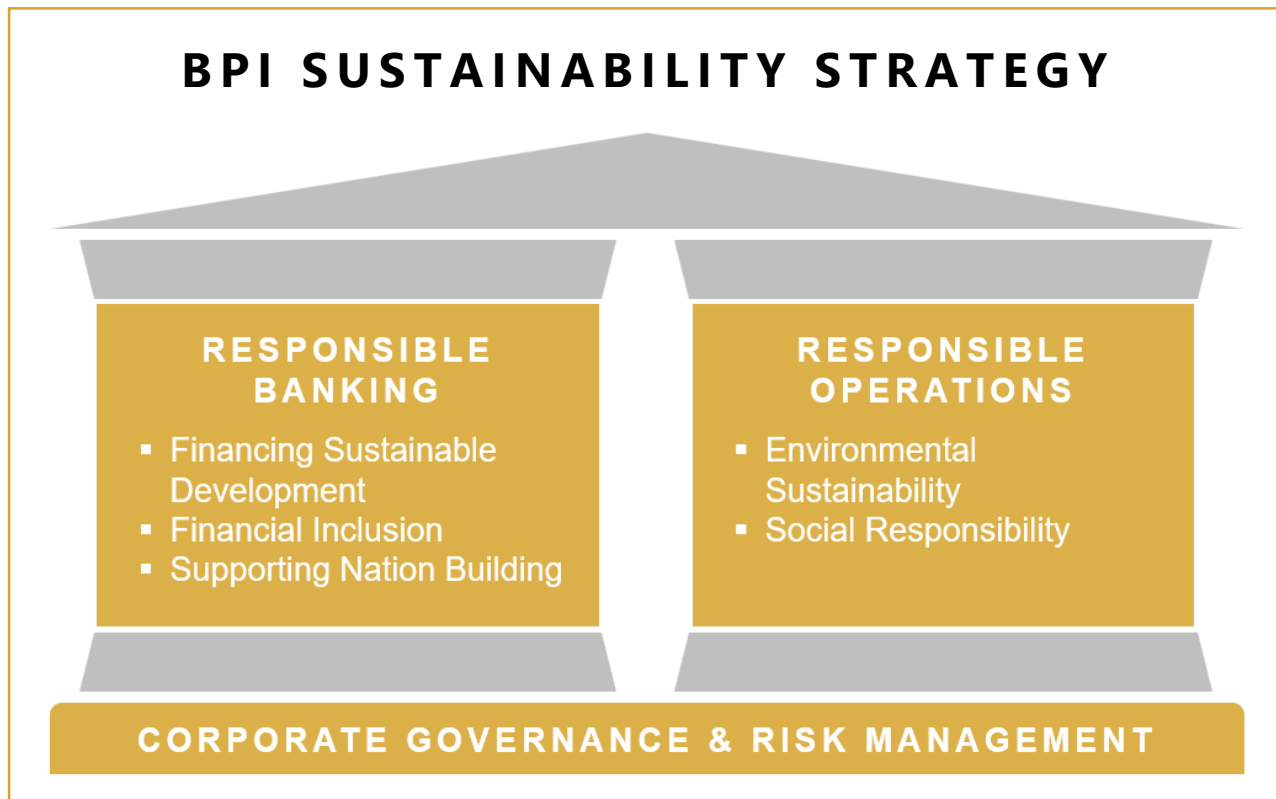 BPI SUSTAINABILITY STRATEGY
RESPONSIBLE
BANKING
▪ Financing Sustainable
Development
▪ Financial Inclusion
▪ Supporting Nation Building
RESPONSIBLE
OPERATIONS
▪ Environmental
Sustainability
▪ Social Responsibility
CORPORATE GOVERNANCE & RISK MANAGEMENT